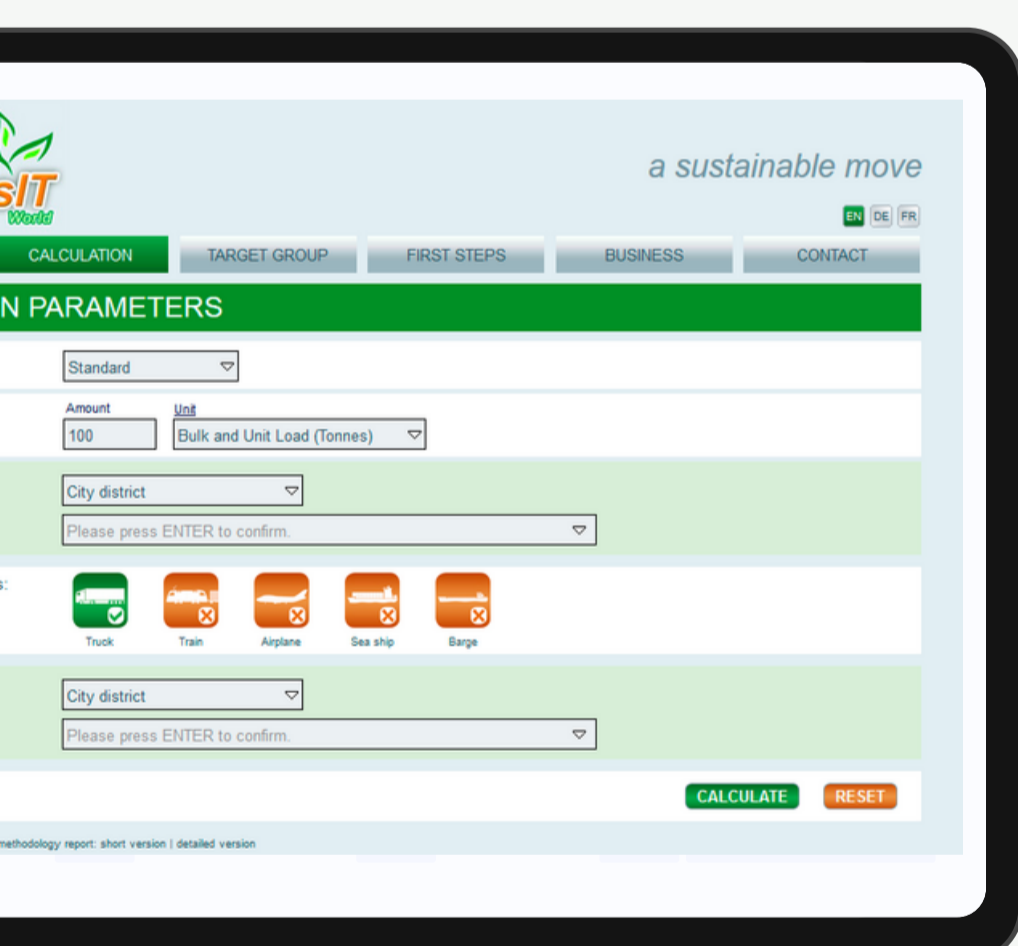 sIT
World
a sustainable move
EN DE FR
CALCULATION TARGET GROUP FIRST STEPS BUSINESS CONTACT
N PARAMETERS
Standard
Amount Unit
100 Bulk and Unit Load (Tonnes)
City district
Please press ENTER to confirm.
s:
Truck Train Airplane Sea ship Barge
City district
Please press ENTER to confirm.
CALCULATE RESET
methodology report: short version | detailed version